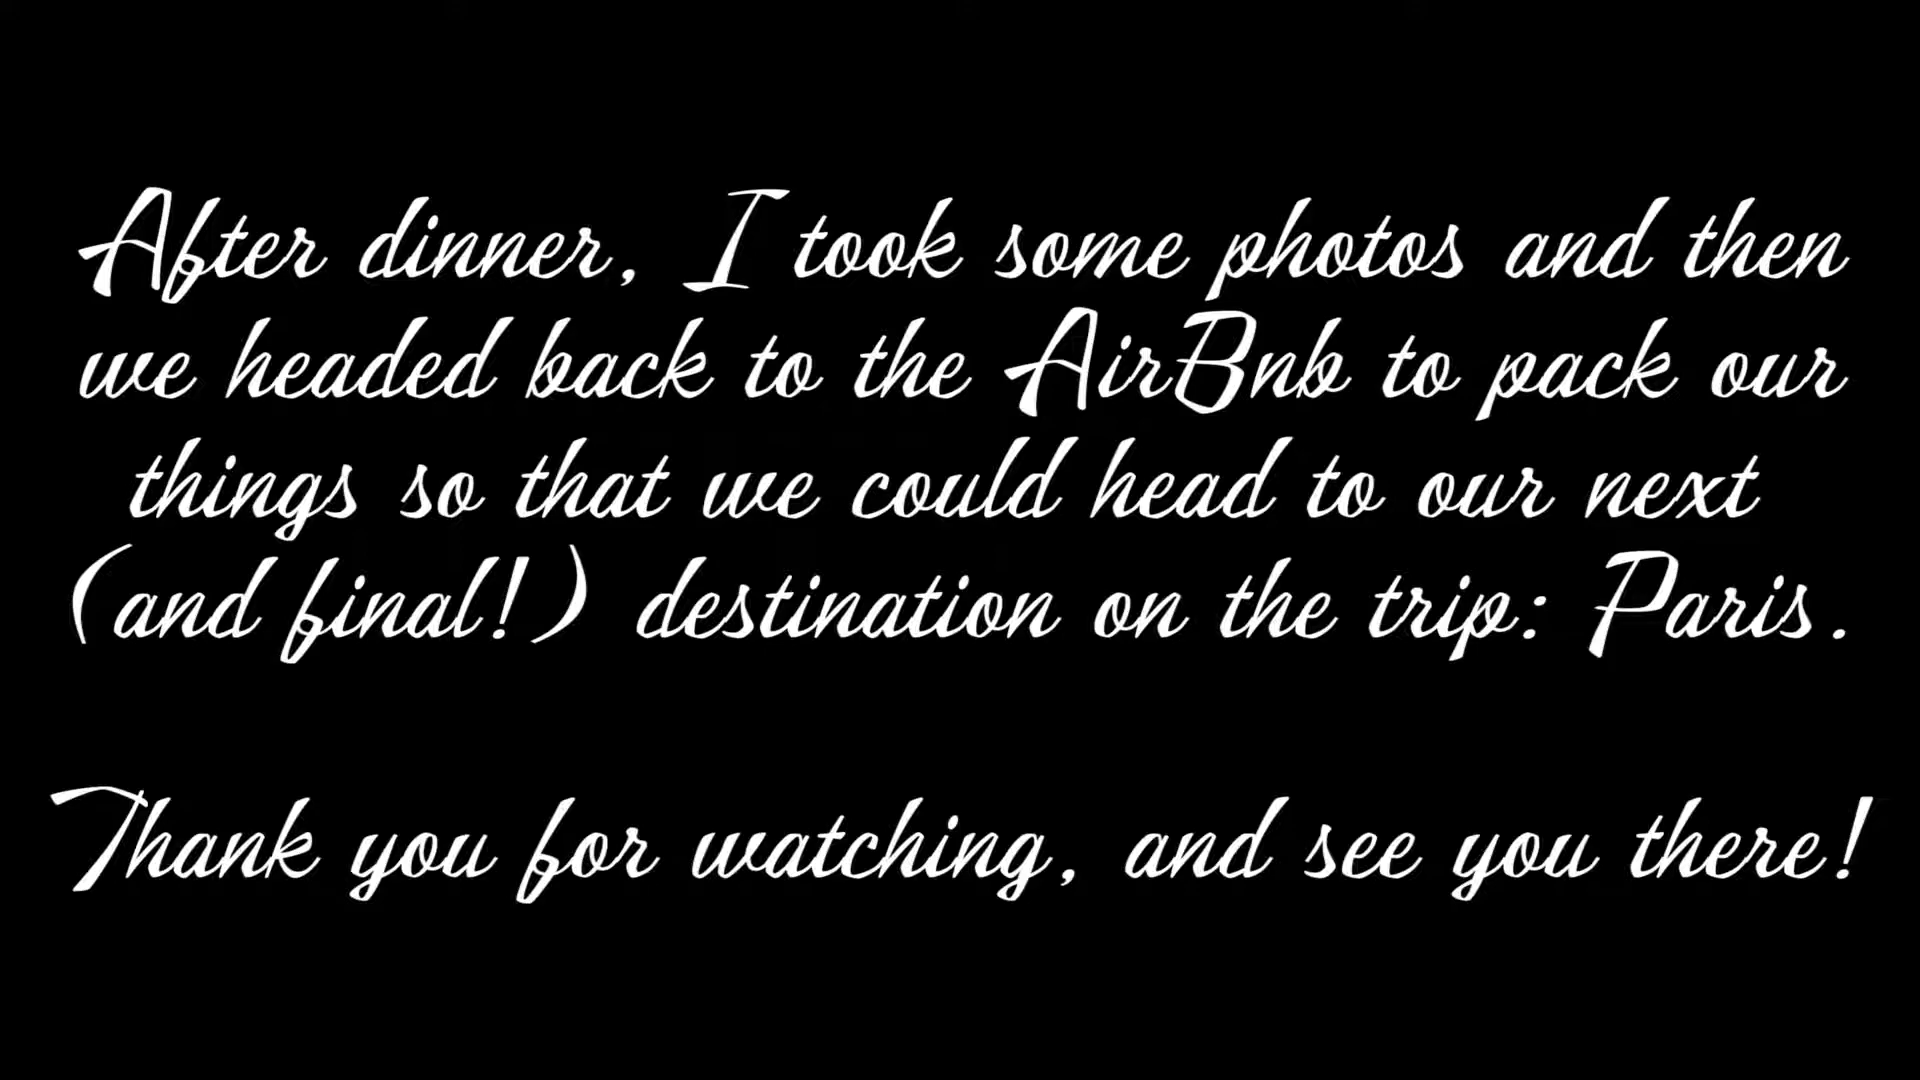 After dinner, I took some photos and then
we headed back to the AirBnb to pack our
things so that we could head to our next
(and final!) destination on the trip: Paris.
Thank you for watching, and see you there!